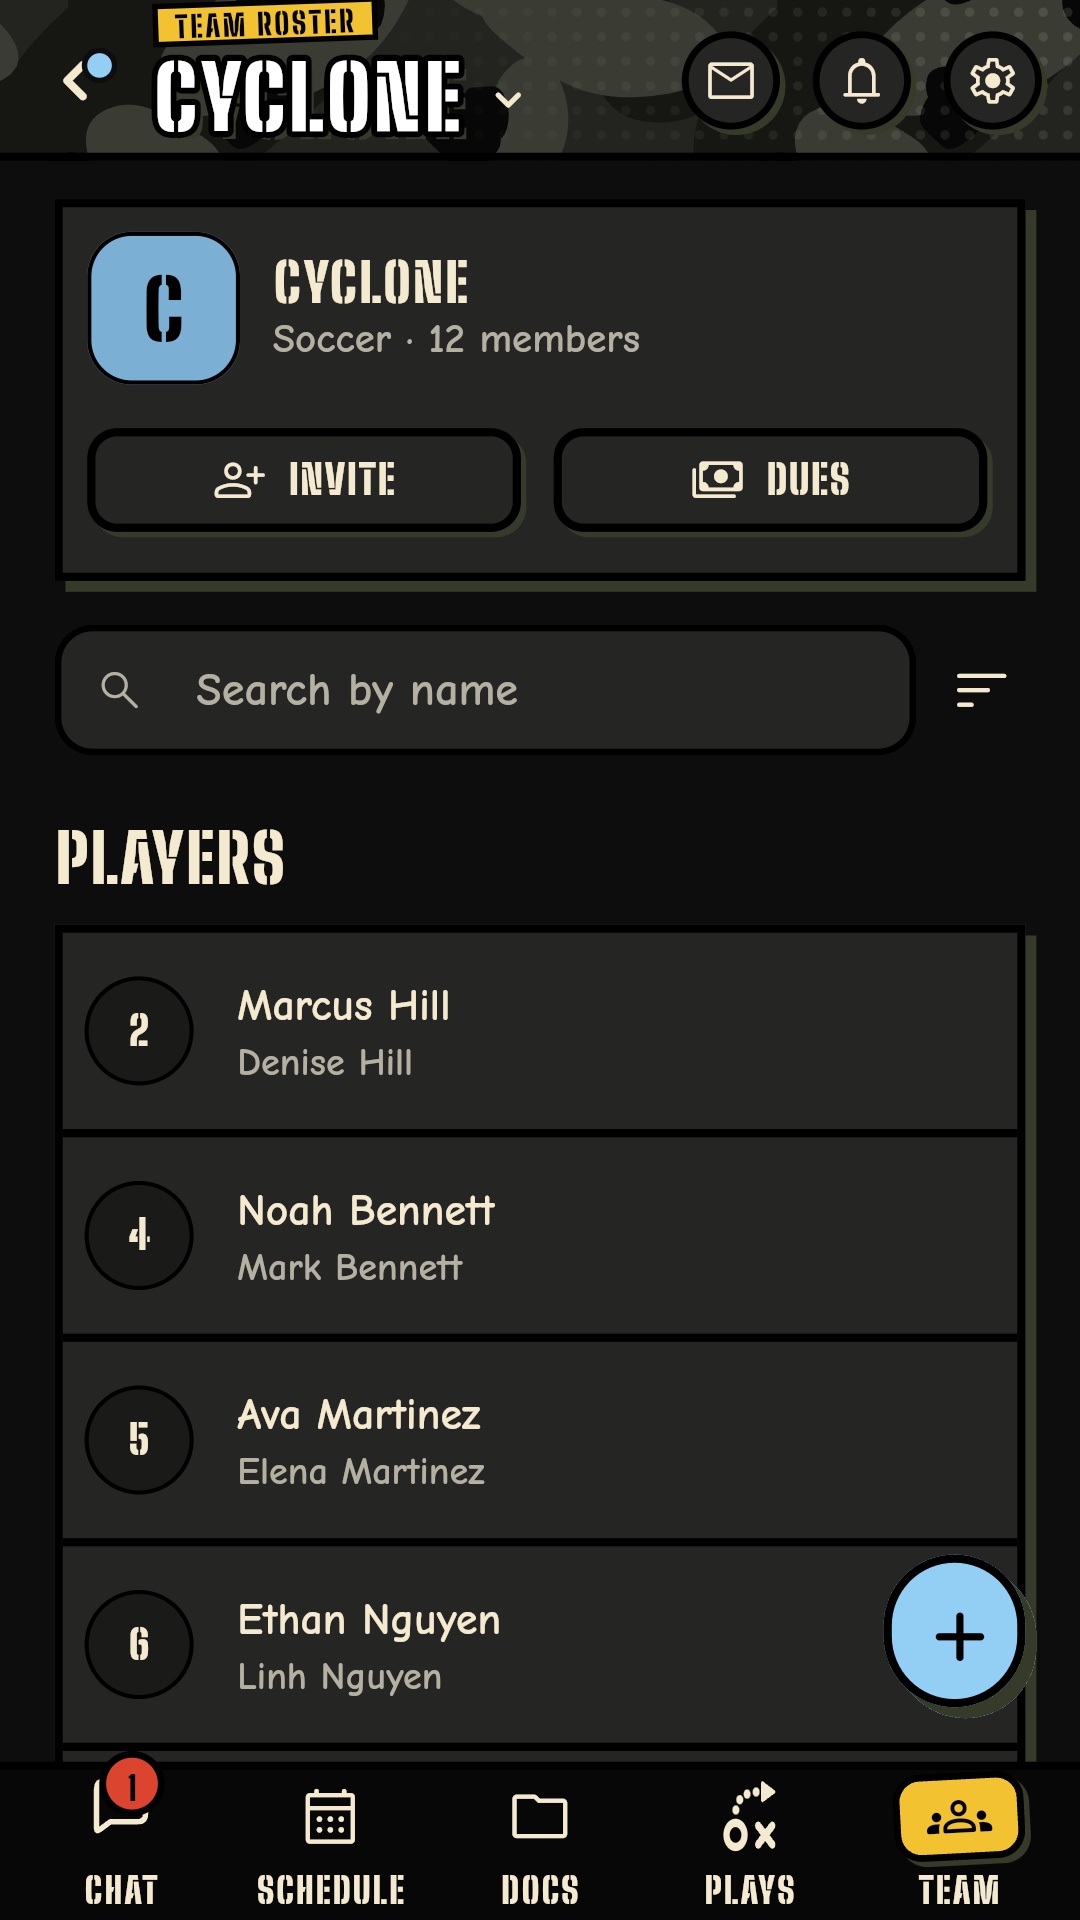 TEAM ROSTER
CYCLONE
C
CYCLONE
Soccer · 12 members
INVITE
DUES
Search by name
PLAYERS
2
Marcus Hill
Denise Hill
4
Noah Bennett
Mark Bennett
5
Ava Martinez
Elena Martinez
6
Ethan Nguyen
Linh Nguyen
1
CHAT
SCHEDULE
DOCS
PLAYS
TEAM